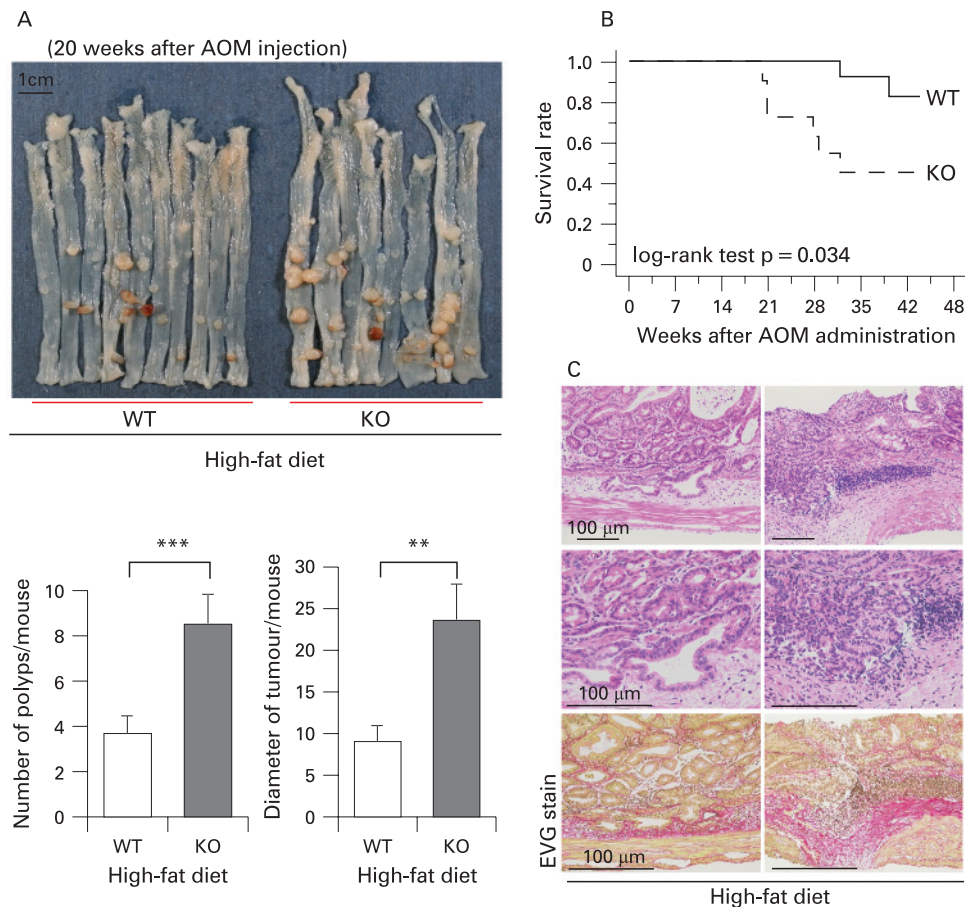 A
(20 weeks after AOM injection)
1cm
WT
KO
High-fat diet
***
Number of polyps/mouse
10
8
6
4
2
0
WT
KO
High-fat diet
**
Diameter of tumour/mouse
30
25
20
15
10
5
0
WT
KO
High-fat diet
B
Survival rate
1.0
0.8
0.6
0.4
0.2
0
WT
KO
log-rank test p = 0.034
0 7 14 21 28 35 42 48
Weeks after AOM administration
C
100 µm
100 µm
EVG stain
100 µm
High-fat diet